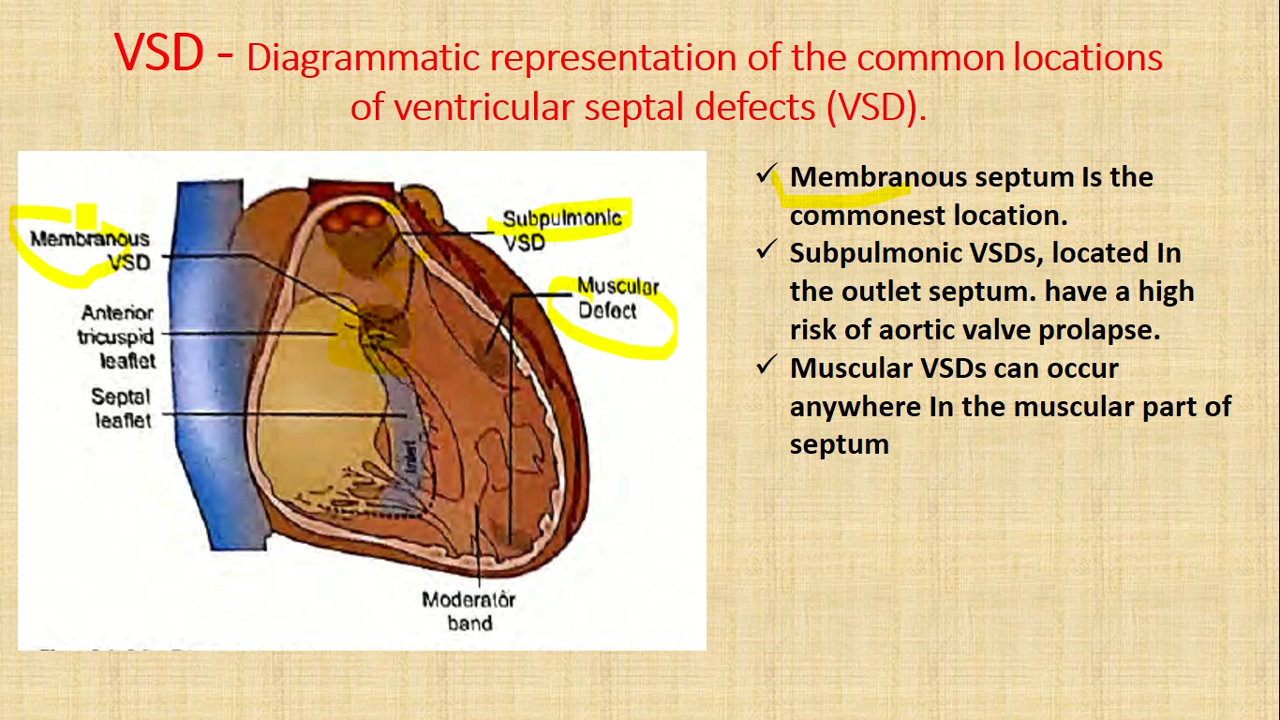 VSD - Diagrammatic representation of the common locations
of ventricular septal defects (VSD).
Membranous
VSD
Anterior
tricuspid
leaflet
Septal
leaflet
Subpulmonic
VSD
Muscular
Defect
Inlet
Moderator
band
✓ Membranous septum Is the
commonest location.
✓ Subpulmonic VSDs, located In
the outlet septum. have a high
risk of aortic valve prolapse.
✓ Muscular VSDs can occur
anywhere In the muscular part of
septum